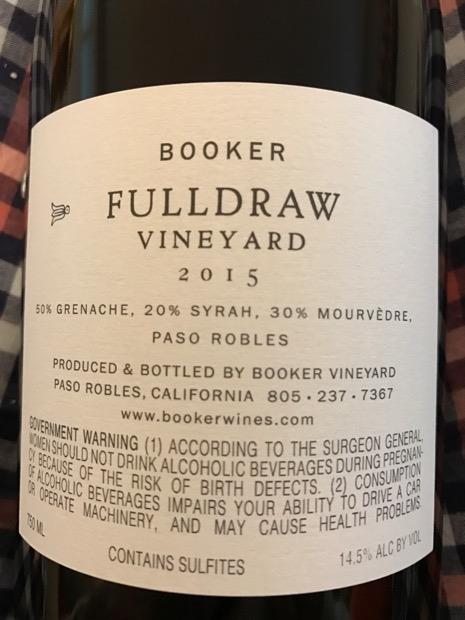 BOOKER
FULLDRAW
VINEYARD
2015
50% GRENACHE, 20% SYRAH, 30% MOURVÈDRE,
PASO ROBLES
PRODUCED & BOTTLED BY BOOKER VINEYARD
PASO ROBLES, CALIFORNIA 805 • 237 • 7367
www.bookerwines.com
GOVERNMENT WARNING (1) ACCORDING TO THE SURGEON GENERAL,
WOMEN SHOULD NOT DRINK ALCOHOLIC BEVERAGES DURING PREGNAN-
CY BECAUSE OF THE RISK OF BIRTH DEFECTS. (2) CONSUMPTION
OF ALCOHOLIC BEVERAGES IMPAIRS YOUR ABILITY TO DRIVE A CAR
OR OPERATE MACHINERY, AND MAY CAUSE HEALTH PROBLEMS.
750 ML
CONTAINS SULFITES
14.5% ALC BY VOL